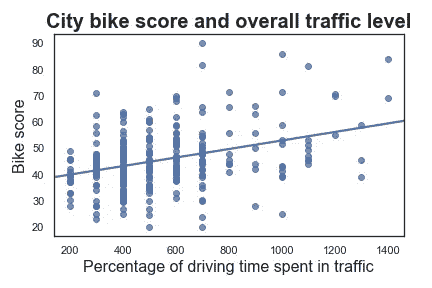 City bike score and overall traffic level
90
80
70
60
50
40
30
20
Bike score
200 400 600 800 1000 1200 1400
Percentage of driving time spent in traffic